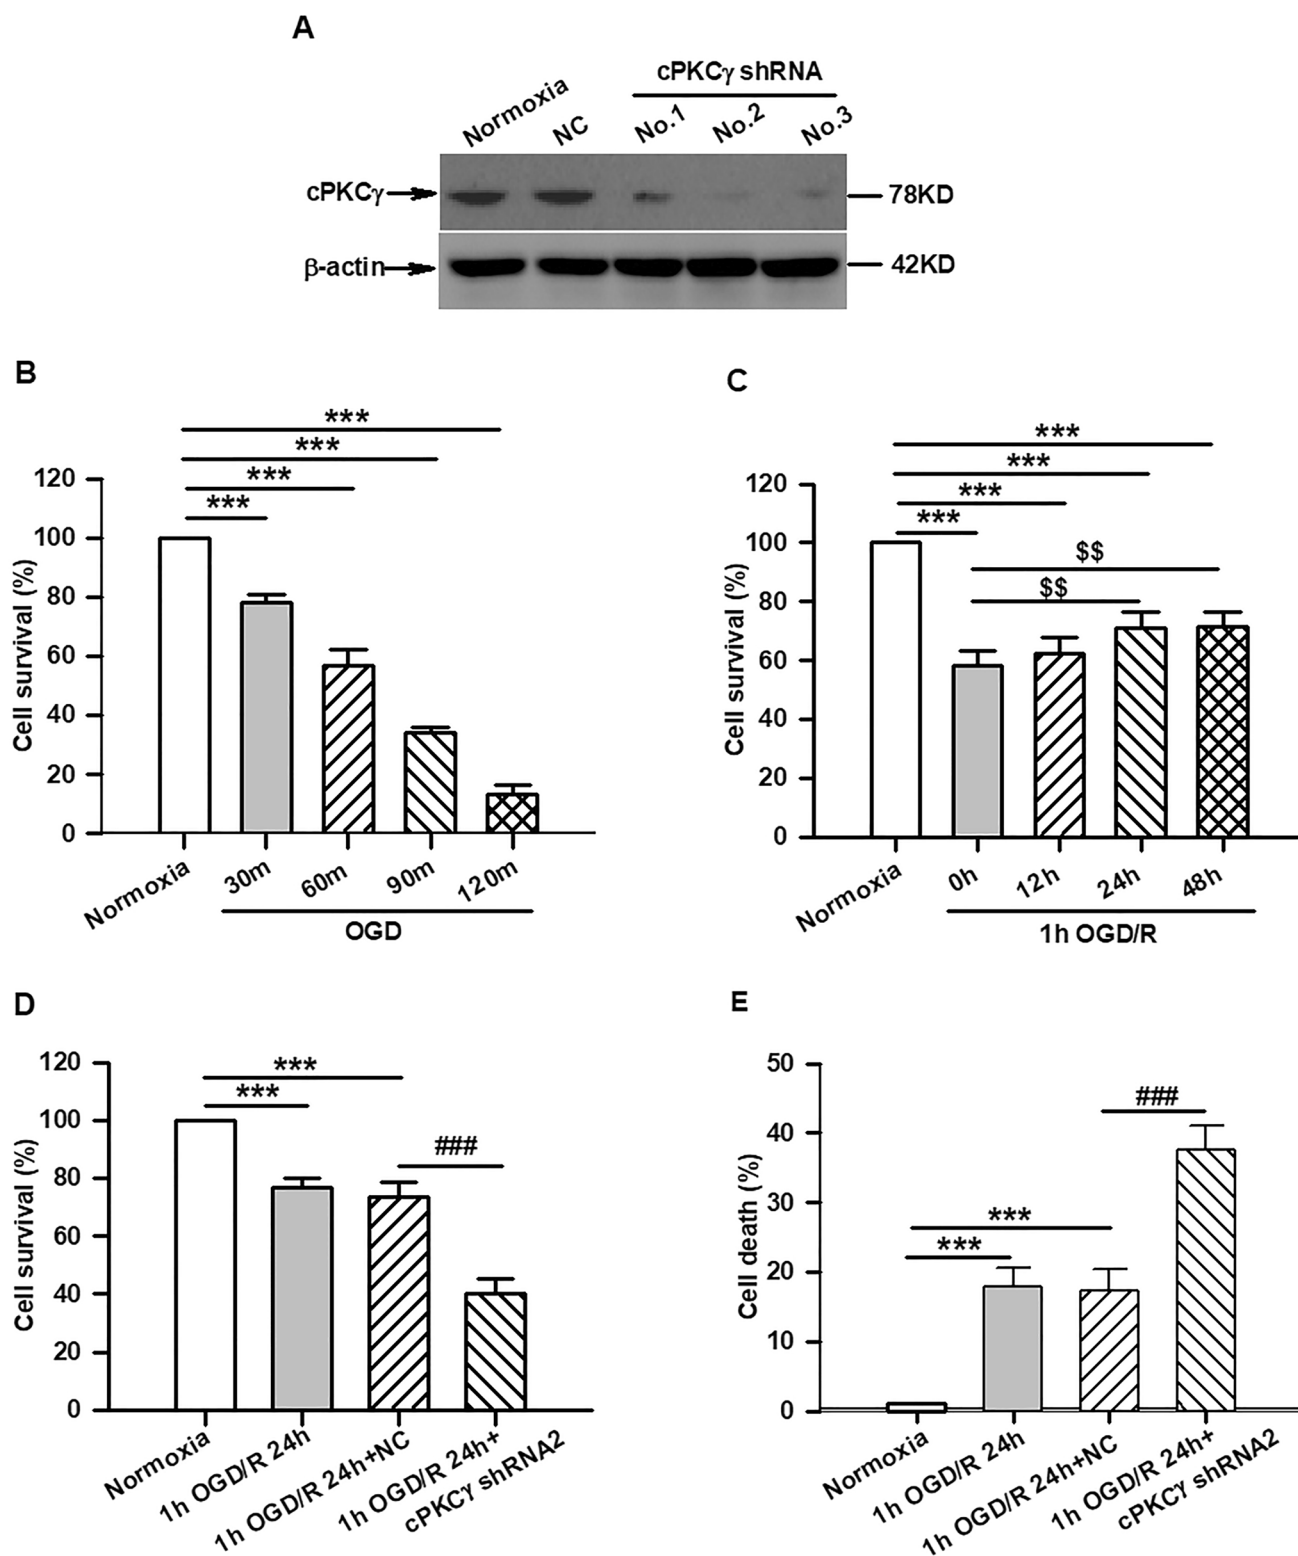 A
cPKCγ shRNA
Normoxia NC No.1 No.2 No.3
cPKCγ 78KD
β-actin 42KD
B
***
***
***
***
120
100
80
60
40
20
0
Cell survival (%)
Normoxia 30m 60m 90m 120m
OGD
C
***
***
***
***
$$
$$
120
100
80
60
40
20
0
Cell survival (%)
Normoxia 0h 12h 24h 48h
1h OGD/R
D
***
***
###
120
100
80
60
40
20
0
Cell survival (%)
Normoxia
1h OGD/R 24h
1h OGD/R 24h+NC
1h OGD/R 24h+
cPKCγ shRNA2
E
###
***
***
50
40
30
20
10
0
Cell death (%)
Normoxia
1h OGD/R 24h
1h OGD/R 24h+NC
1h OGD/R 24h+
cPKCγ shRNA2